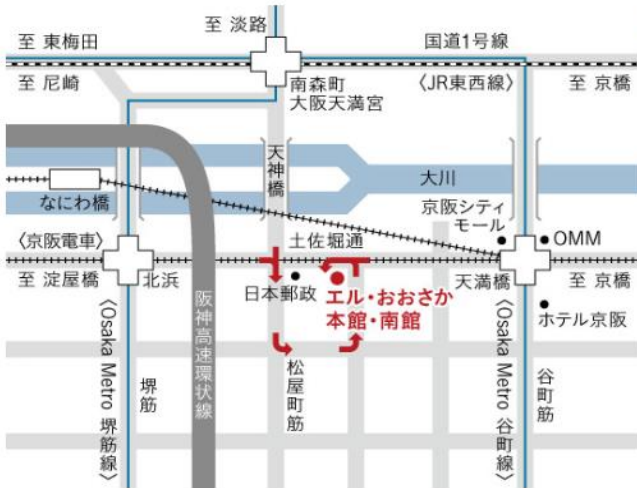 至 淡路
至 東梅田
国道1号線
至 尼崎
南森町
大阪天満宮
〈JR東西線〉
至 京橋
天神橋
大川
なにわ橋
京阪シティ
モール
〈京阪電車〉
土佐堀通
OMM
至 淀屋橋
北浜
日本郵政
エル・おおさか
本館・南館
天満橋
至 京橋
ホテル京阪
阪神高速環状線
〈Osaka Metro 堺筋線〉
堺筋
松屋町筋
〈Osaka Metro 谷町線〉
谷町筋